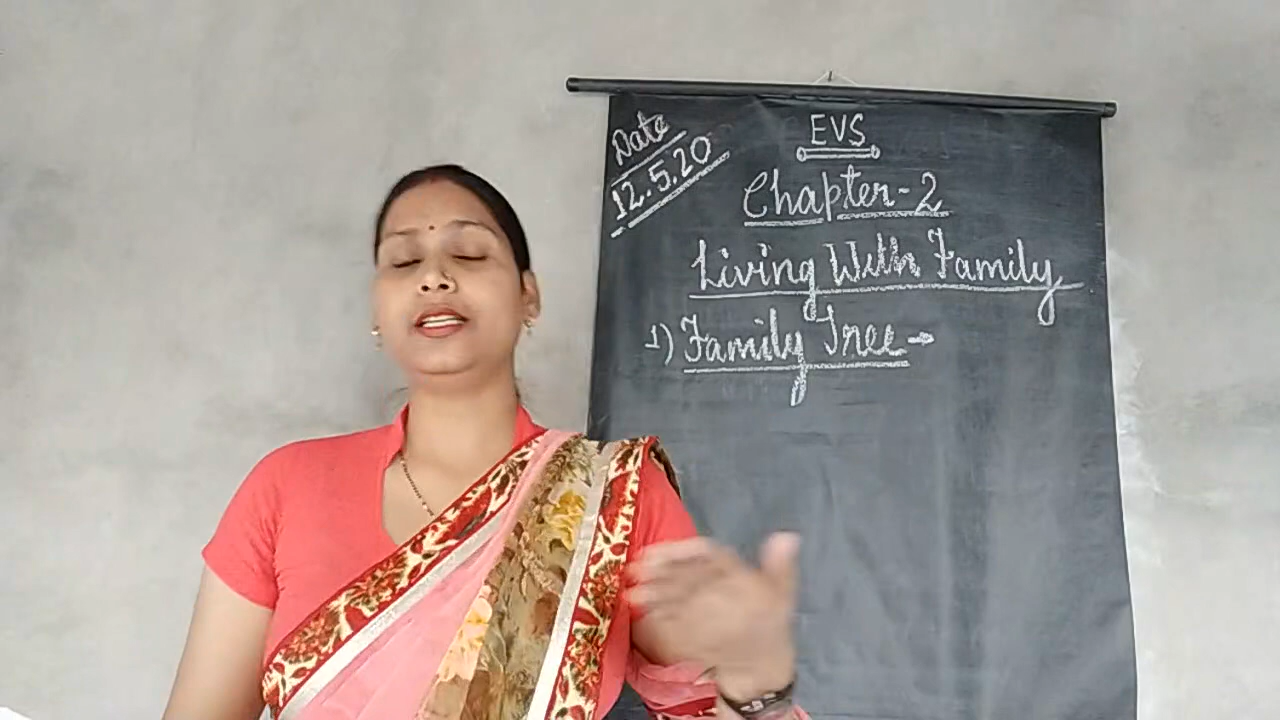 Date
12.5.20
EVS
Chapter-2
Living With Family
1) Family Tree→